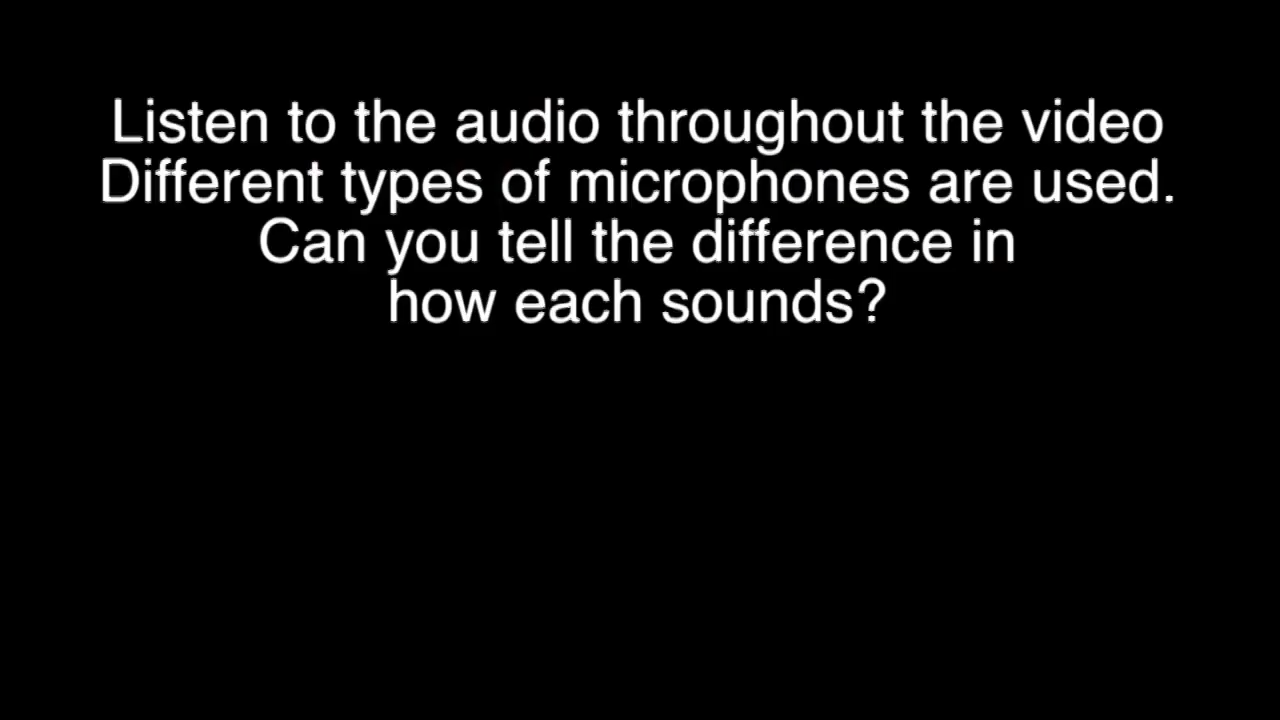 Listen to the audio throughout the video
Different types of microphones are used.
Can you tell the difference in
how each sounds?